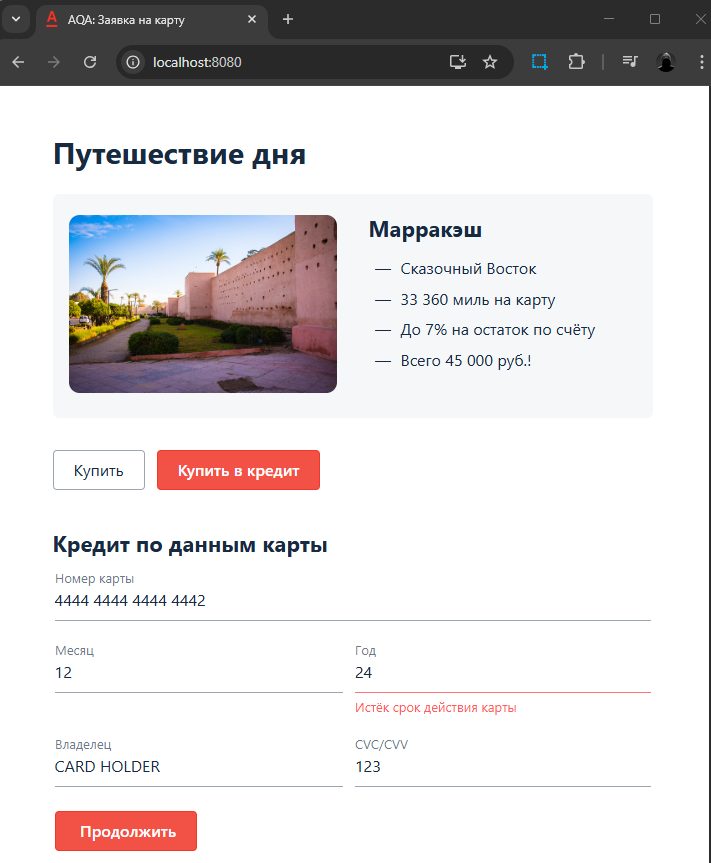 AQA: Заявка на карту
localhost:8080
Путешествие дня
Марракэш
— Сказочный Восток
— 33 360 миль на карту
— До 7% на остаток по счёту
— Всего 45 000 руб.!
Купить
Купить в кредит
Кредит по данным карты
Номер карты
4444 4444 4444 4442
Месяц
Год
12
24
Истёк срок действия карты
Владелец
CVC/CVV
CARD HOLDER
123
Продолжить